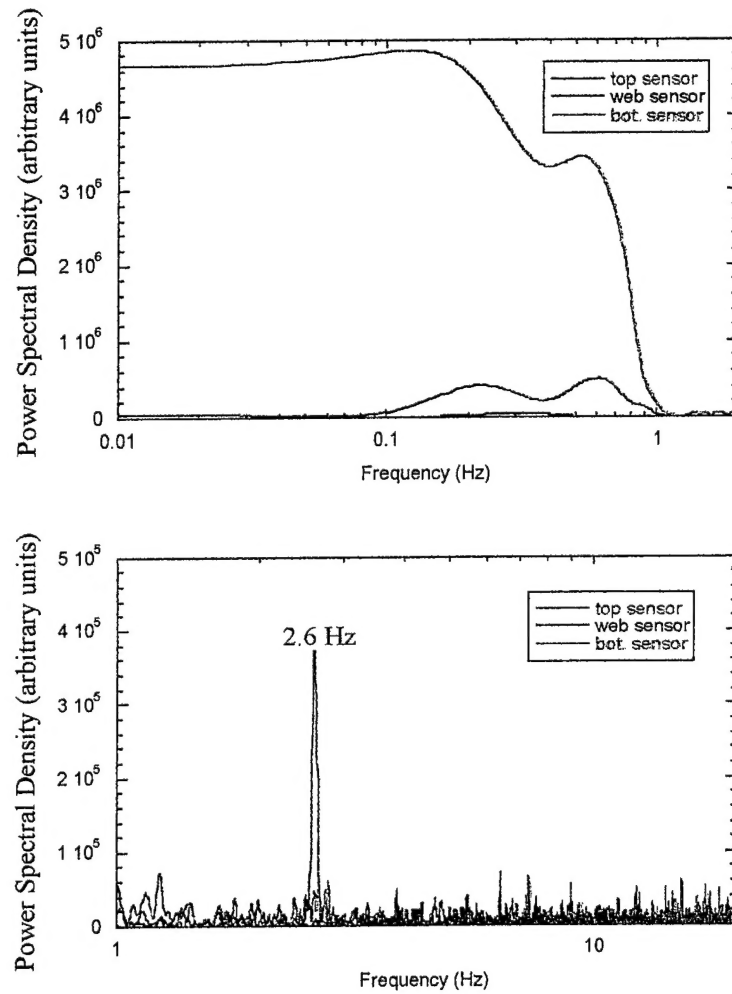 Power Spectral Density (arbitrary units)
5 10⁶
4 10⁶
3 10⁶
2 10⁶
1 10⁶
0
0.01
0.1
1
Frequency (Hz)
top sensor
web sensor
bot. sensor
Power Spectral Density (arbitrary units)
5 10⁵
4 10⁵
3 10⁵
2 10⁵
1 10⁵
0
1
10
Frequency (Hz)
2.6 Hz
top sensor
web sensor
bot. sensor